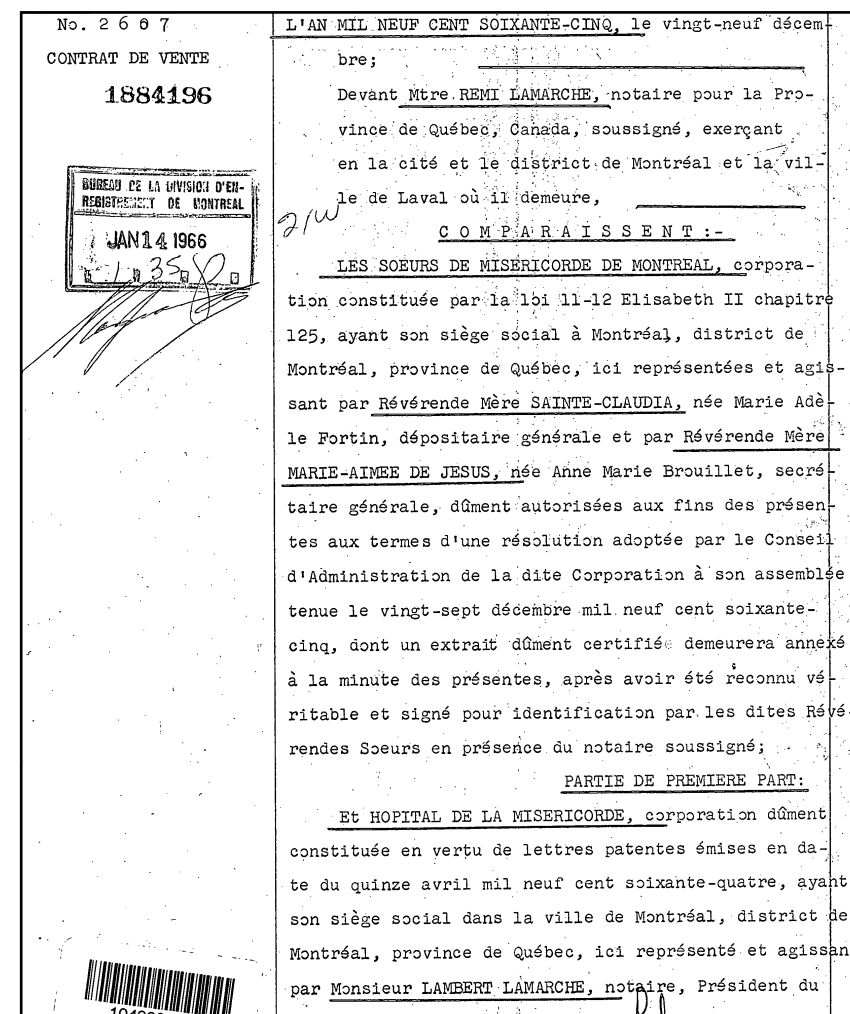 No. 2607
CONTRAT DE VENTE
1884196
BUREAU DE LA DIVISION D'EN-
REGISTREMENT DE MONTREAL
JAN 14 1966
L'AN MIL NEUF CENT SOIXANTE-CINQ, le vingt-neuf décem-
bre;
Devant Mtre REMI LAMARCHE, notaire pour la Pro-
vince de Québec, Canada, soussigné, exerçant
en la cité et le district de Montréal et la vil-
le de Laval où il demeure,
COMPARAISSENT:-
LES SOEURS DE MISERICORDE DE MONTREAL, corpora-
tion constituée par la loi 11-12 Elisabeth II chapitre
125, ayant son siège social à Montréal, district de
Montréal, province de Québec, ici représentées et agis-
sant par Révérende Mère SAINTE-CLAUDIA, née Marie Adè-
le Fortin, dépositaire générale et par Révérende Mère
MARIE-AIMEE DE JESUS, née Anne Marie Brouillet, secré-
taire générale, dûment autorisées aux fins des présen-
tes aux termes d'une résolution adoptée par le Conseil
d'Administration de la dite Corporation à son assemblée
tenue le vingt-sept décembre mil neuf cent soixante-
cinq, dont un extrait dûment certifié demeurera annexé
à la minute des présentes, après avoir été reconnu vé-
ritable et signé pour identification par les dites Révé-
rendes Soeurs en présence du notaire soussigné;
PARTIE DE PREMIERE PART:
Et HOPITAL DE LA MISERICORDE, corporation dûment
constituée en vertu de lettres patentes émises en da-
te du quinze avril mil neuf cent soixante-quatre, ayant
son siège social dans la ville de Montréal, district de
Montréal, province de Québec, ici représenté et agissan
par Monsieur LAMBERT LAMARCHE, notaire, Président du